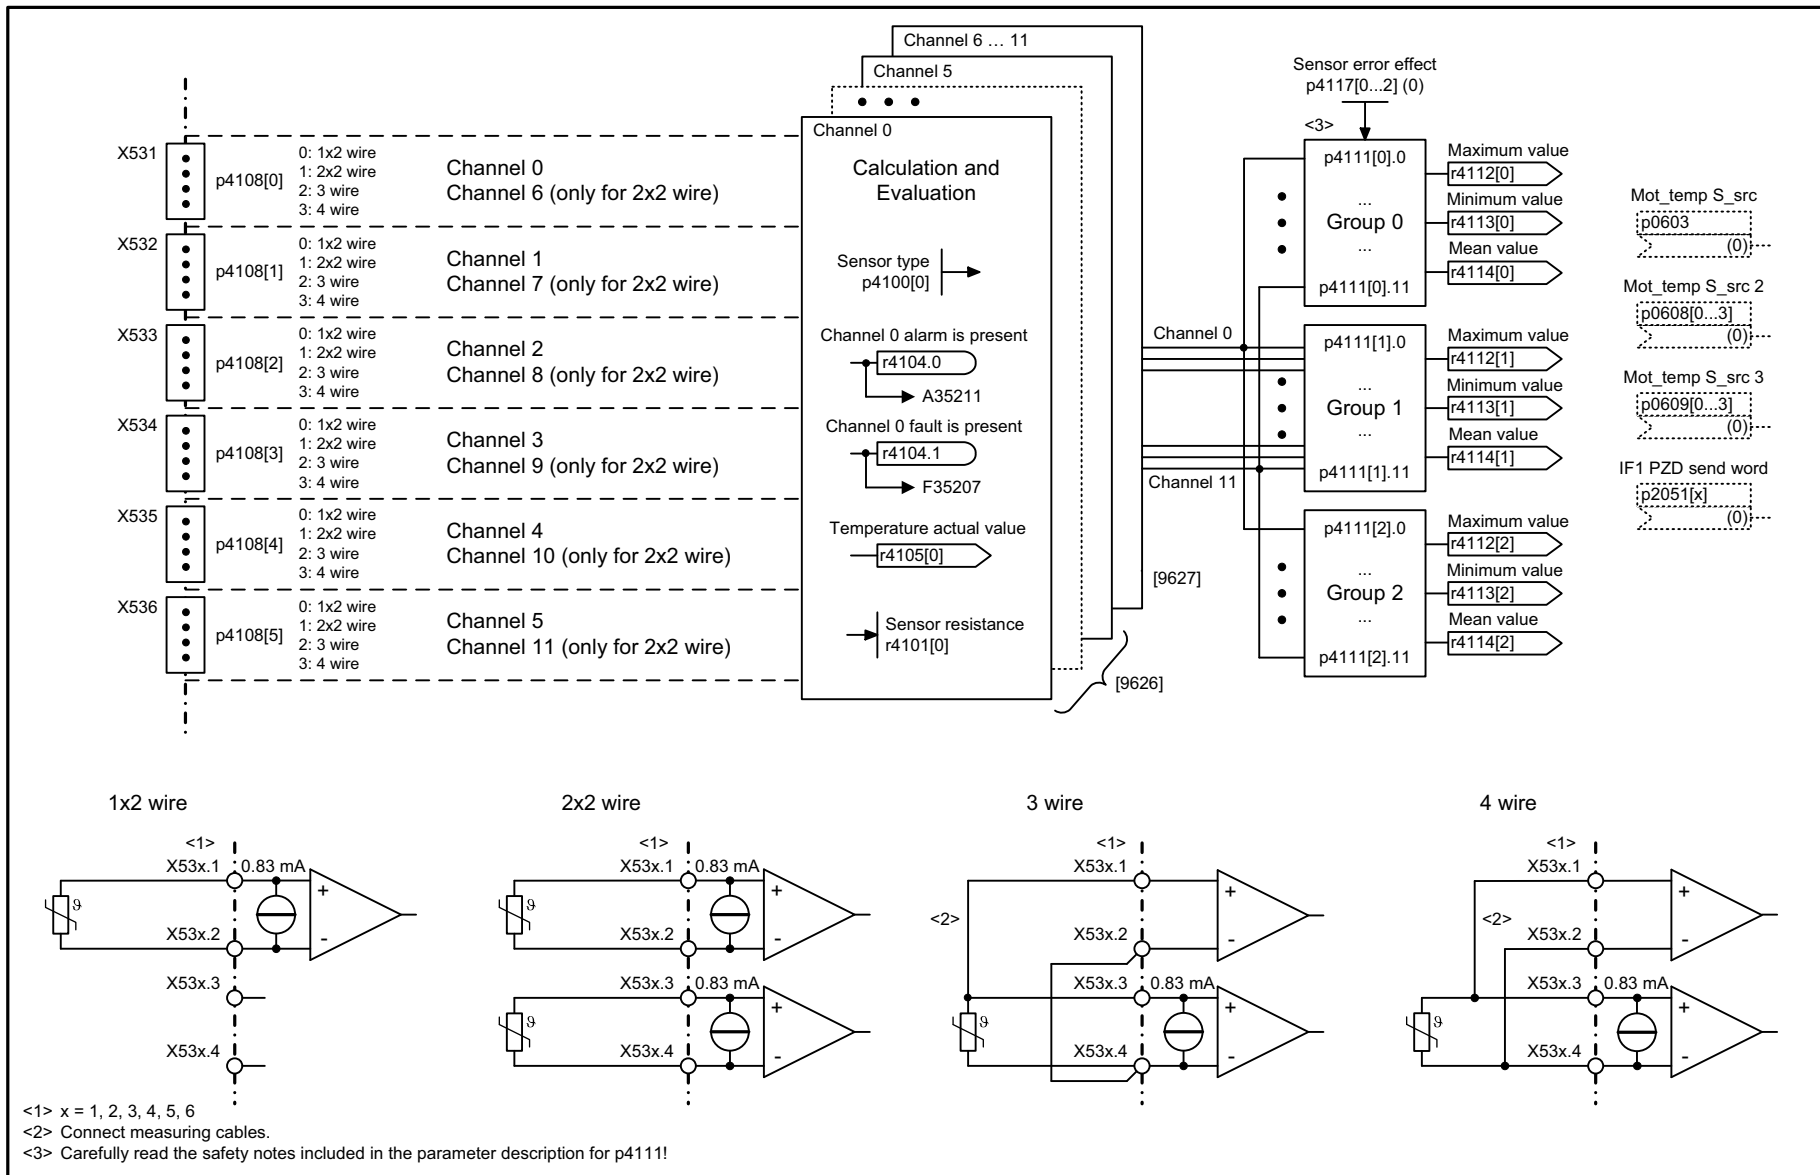 Channel 6 … 11
Channel 5
Channel 0
Calculation and
Evaluation
Sensor type
p4100[0]
Channel 0 alarm is present
r4104.0
A35211
Channel 0 fault is present
r4104.1
F35207
Temperature actual value
r4105[0]
Sensor resistance
r4101[0]
[9627]
[9626]
X531
p4108[0]
0: 1x2 wire
1: 2x2 wire
2: 3 wire
3: 4 wire
Channel 0
Channel 6 (only for 2x2 wire)
X532
p4108[1]
0: 1x2 wire
1: 2x2 wire
2: 3 wire
3: 4 wire
Channel 1
Channel 7 (only for 2x2 wire)
X533
p4108[2]
0: 1x2 wire
1: 2x2 wire
2: 3 wire
3: 4 wire
Channel 2
Channel 8 (only for 2x2 wire)
X534
p4108[3]
0: 1x2 wire
1: 2x2 wire
2: 3 wire
3: 4 wire
Channel 3
Channel 9 (only for 2x2 wire)
X535
p4108[4]
0: 1x2 wire
1: 2x2 wire
2: 3 wire
3: 4 wire
Channel 4
Channel 10 (only for 2x2 wire)
X536
p4108[5]
0: 1x2 wire
1: 2x2 wire
2: 3 wire
3: 4 wire
Channel 5
Channel 11 (only for 2x2 wire)
Channel 0
Channel 11
Sensor error effect
p4117[0...2] (0)
<3>
p4111[0].0
...
Group 0
...
p4111[0].11
Maximum value
r4112[0]
Minimum value
r4113[0]
Mean value
r4114[0]
p4111[1].0
...
Group 1
...
p4111[1].11
Maximum value
r4112[1]
Minimum value
r4113[1]
Mean value
r4114[1]
p4111[2].0
...
Group 2
...
p4111[2].11
Maximum value
r4112[2]
Minimum value
r4113[2]
Mean value
r4114[2]
Mot_temp S_src
p0603
(0)
Mot_temp S_src 2
p0608[0...3]
(0)
Mot_temp S_src 3
p0609[0...3]
(0)
IF1 PZD send word
p2051[x]
(0)
1x2 wire
<1>
X53x.1
0.83 mA
+
ϑ
X53x.2
-
X53x.3
X53x.4
2x2 wire
<1>
X53x.1
0.83 mA
+
ϑ
X53x.2
-
X53x.3
0.83 mA
+
ϑ
X53x.4
-
3 wire
<1>
X53x.1
+
<2>
X53x.2
-
X53x.3
0.83 mA
+
ϑ
X53x.4
-
4 wire
<1>
X53x.1
+
<2>
X53x.2
-
X53x.3
0.83 mA
+
ϑ
X53x.4
-
<1> x = 1, 2, 3, 4, 5, 6
<2> Connect measuring cables.
<3> Carefully read the safety notes included in the parameter description for p4111!